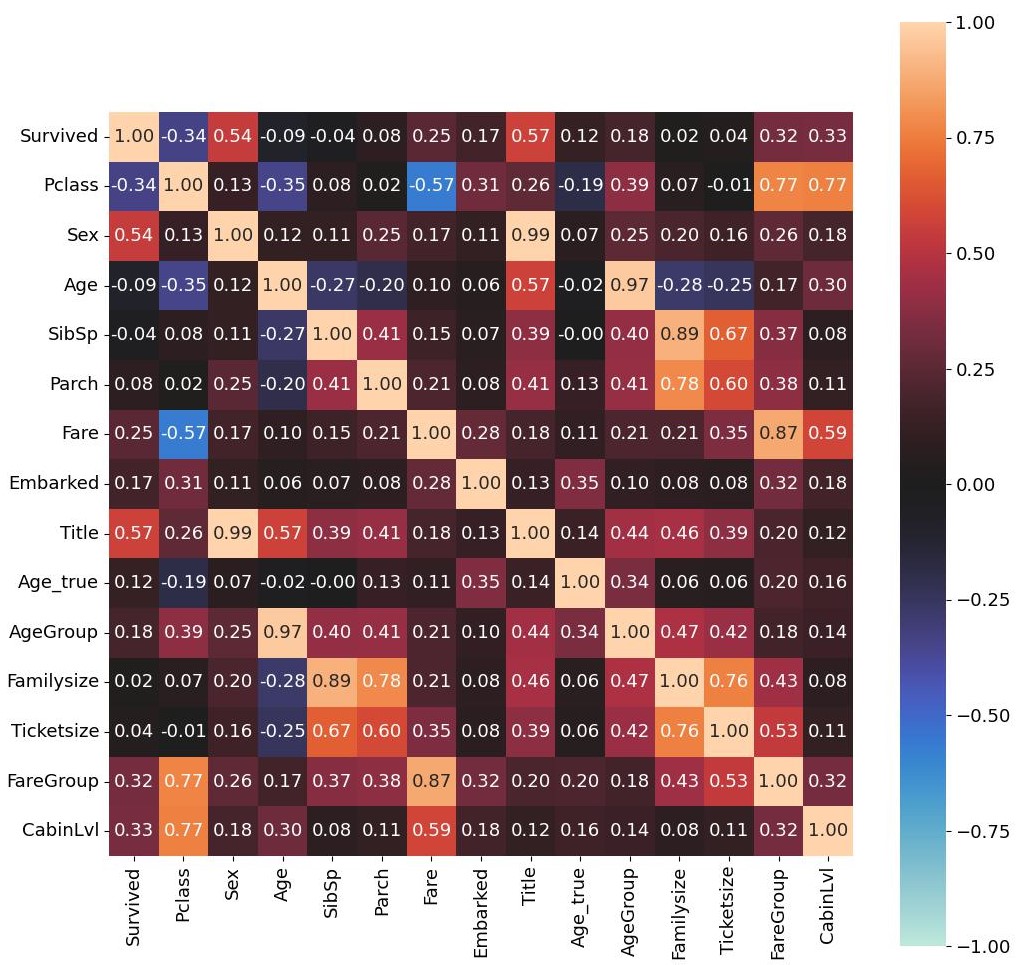 Survived 1.00 -0.34 0.54 -0.09 -0.04 0.08 0.25 0.17 0.57 0.12 0.18 0.02 0.04 0.32 0.33
Pclass -0.34 1.00 0.13 -0.35 0.08 0.02 -0.57 0.31 0.26 -0.19 0.39 0.07 -0.01 0.77 0.77
Sex 0.54 0.13 1.00 0.12 0.11 0.25 0.17 0.11 0.99 0.07 0.25 0.20 0.16 0.26 0.18
Age -0.09 -0.35 0.12 1.00 -0.27 -0.20 0.10 0.06 0.57 -0.02 0.97 -0.28 -0.25 0.17 0.30
SibSp -0.04 0.08 0.11 -0.27 1.00 0.41 0.15 0.07 0.39 -0.00 0.40 0.89 0.67 0.37 0.08
Parch 0.08 0.02 0.25 -0.20 0.41 1.00 0.21 0.08 0.41 0.13 0.41 0.78 0.60 0.38 0.11
Fare 0.25 -0.57 0.17 0.10 0.15 0.21 1.00 0.28 0.18 0.11 0.21 0.21 0.35 0.87 0.59
Embarked 0.17 0.31 0.11 0.06 0.07 0.08 0.28 1.00 0.13 0.35 0.10 0.08 0.08 0.32 0.18
Title 0.57 0.26 0.99 0.57 0.39 0.41 0.18 0.13 1.00 0.14 0.44 0.46 0.39 0.20 0.12
Age_true 0.12 -0.19 0.07 -0.02 -0.00 0.13 0.11 0.35 0.14 1.00 0.34 0.06 0.06 0.20 0.16
AgeGroup 0.18 0.39 0.25 0.97 0.40 0.41 0.21 0.10 0.44 0.34 1.00 0.47 0.42 0.18 0.14
Familysize 0.02 0.07 0.20 -0.28 0.89 0.78 0.21 0.08 0.46 0.06 0.47 1.00 0.76 0.43 0.08
Ticketsize 0.04 -0.01 0.16 -0.25 0.67 0.60 0.35 0.08 0.39 0.06 0.42 0.76 1.00 0.53 0.11
FareGroup 0.32 0.77 0.26 0.17 0.37 0.38 0.87 0.32 0.20 0.20 0.18 0.43 0.53 1.00 0.32
CabinLvl 0.33 0.77 0.18 0.30 0.08 0.11 0.59 0.18 0.12 0.16 0.14 0.08 0.11 0.32 1.00
Survived Pclass Sex Age SibSp Parch Fare Embarked Title Age_true AgeGroup Familysize Ticketsize FareGroup CabinLvl
1.00
0.75
0.50
0.25
0.00
−0.25
−0.50
−0.75
−1.00